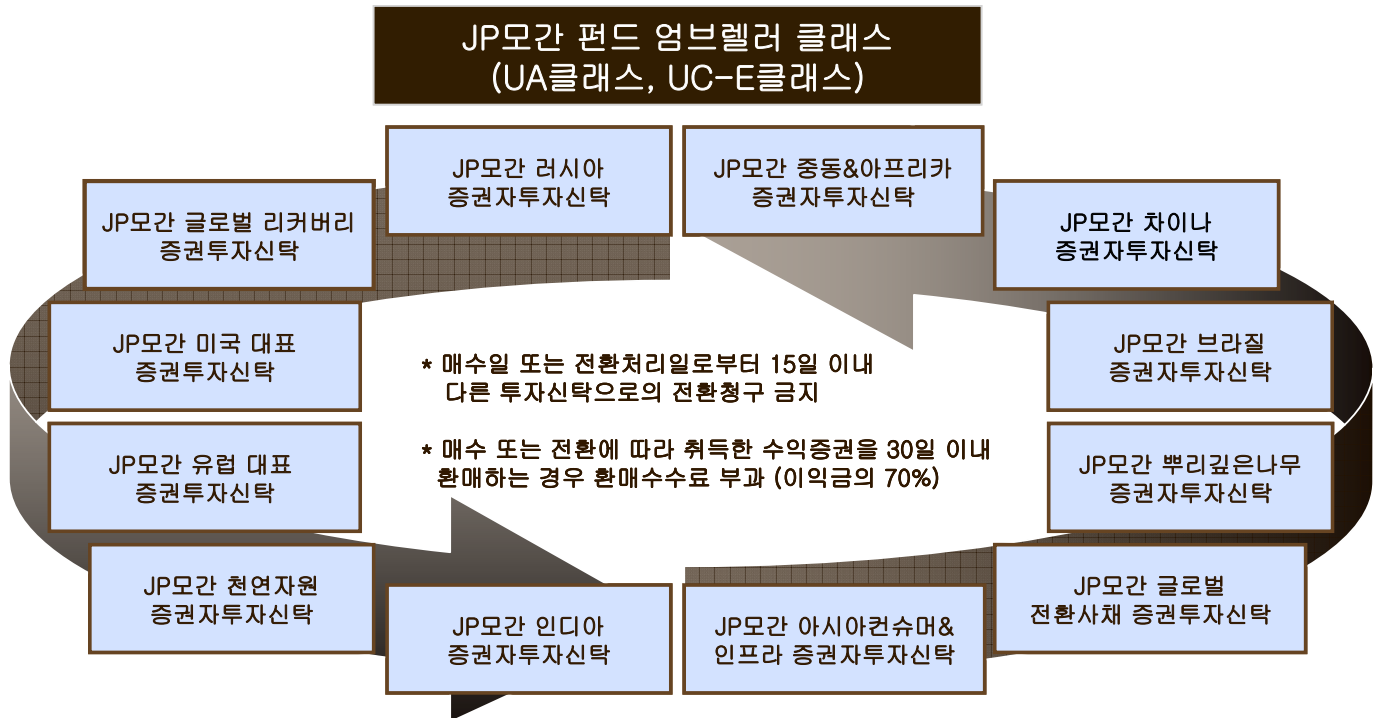 JP모간 펀드 엄브렐러 클래스
(UA클래스, UC-E클래스)
JP모간 러시아
증권자투자신탁
JP모간 중동&아프리카
증권자투자신탁
JP모간 글로벌 리커버리
증권투자신탁
JP모간 차이나
증권자투자신탁
JP모간 미국 대표
증권투자신탁
JP모간 브라질
증권자투자신탁
* 매수일 또는 전환처리일로부터 15일 이내
다른 투자신탁으로의 전환청구 금지
* 매수 또는 전환에 따라 취득한 수익증권을 30일 이내
환매하는 경우 환매수수료 부과 (이익금의 70%)
JP모간 유럽 대표
증권투자신탁
JP모간 뿌리깊은나무
증권자투자신탁
JP모간 천연자원
증권자투자신탁
JP모간 글로벌
전환사채 증권투자신탁
JP모간 인디아
증권자투자신탁
JP모간 아시아컨슈머&
인프라 증권자투자신탁